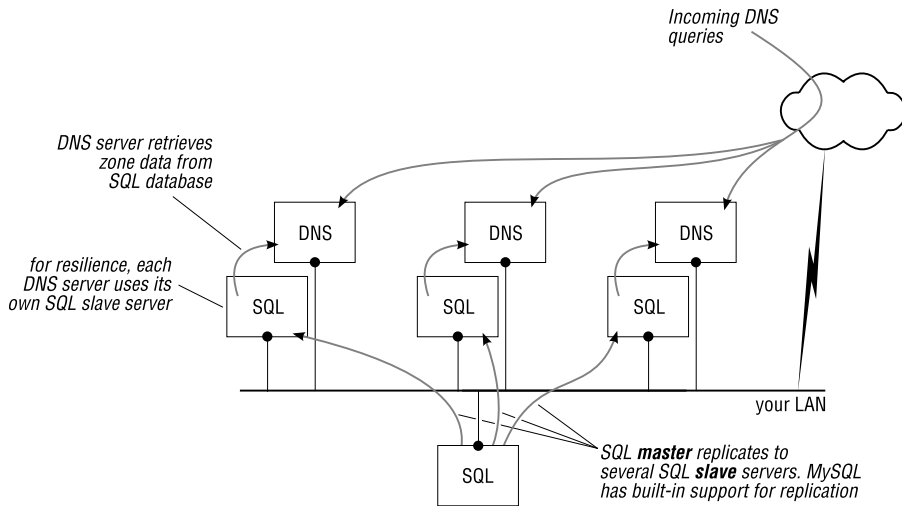 Incoming DNS
queries
DNS server retrieves
zone data from
SQL database
DNS
DNS
DNS
for resilience, each
DNS server uses its
own SQL slave server
SQL
SQL
SQL
your LAN
SQL master replicates to
several SQL slave servers. MySQL
has built-in support for replication
SQL